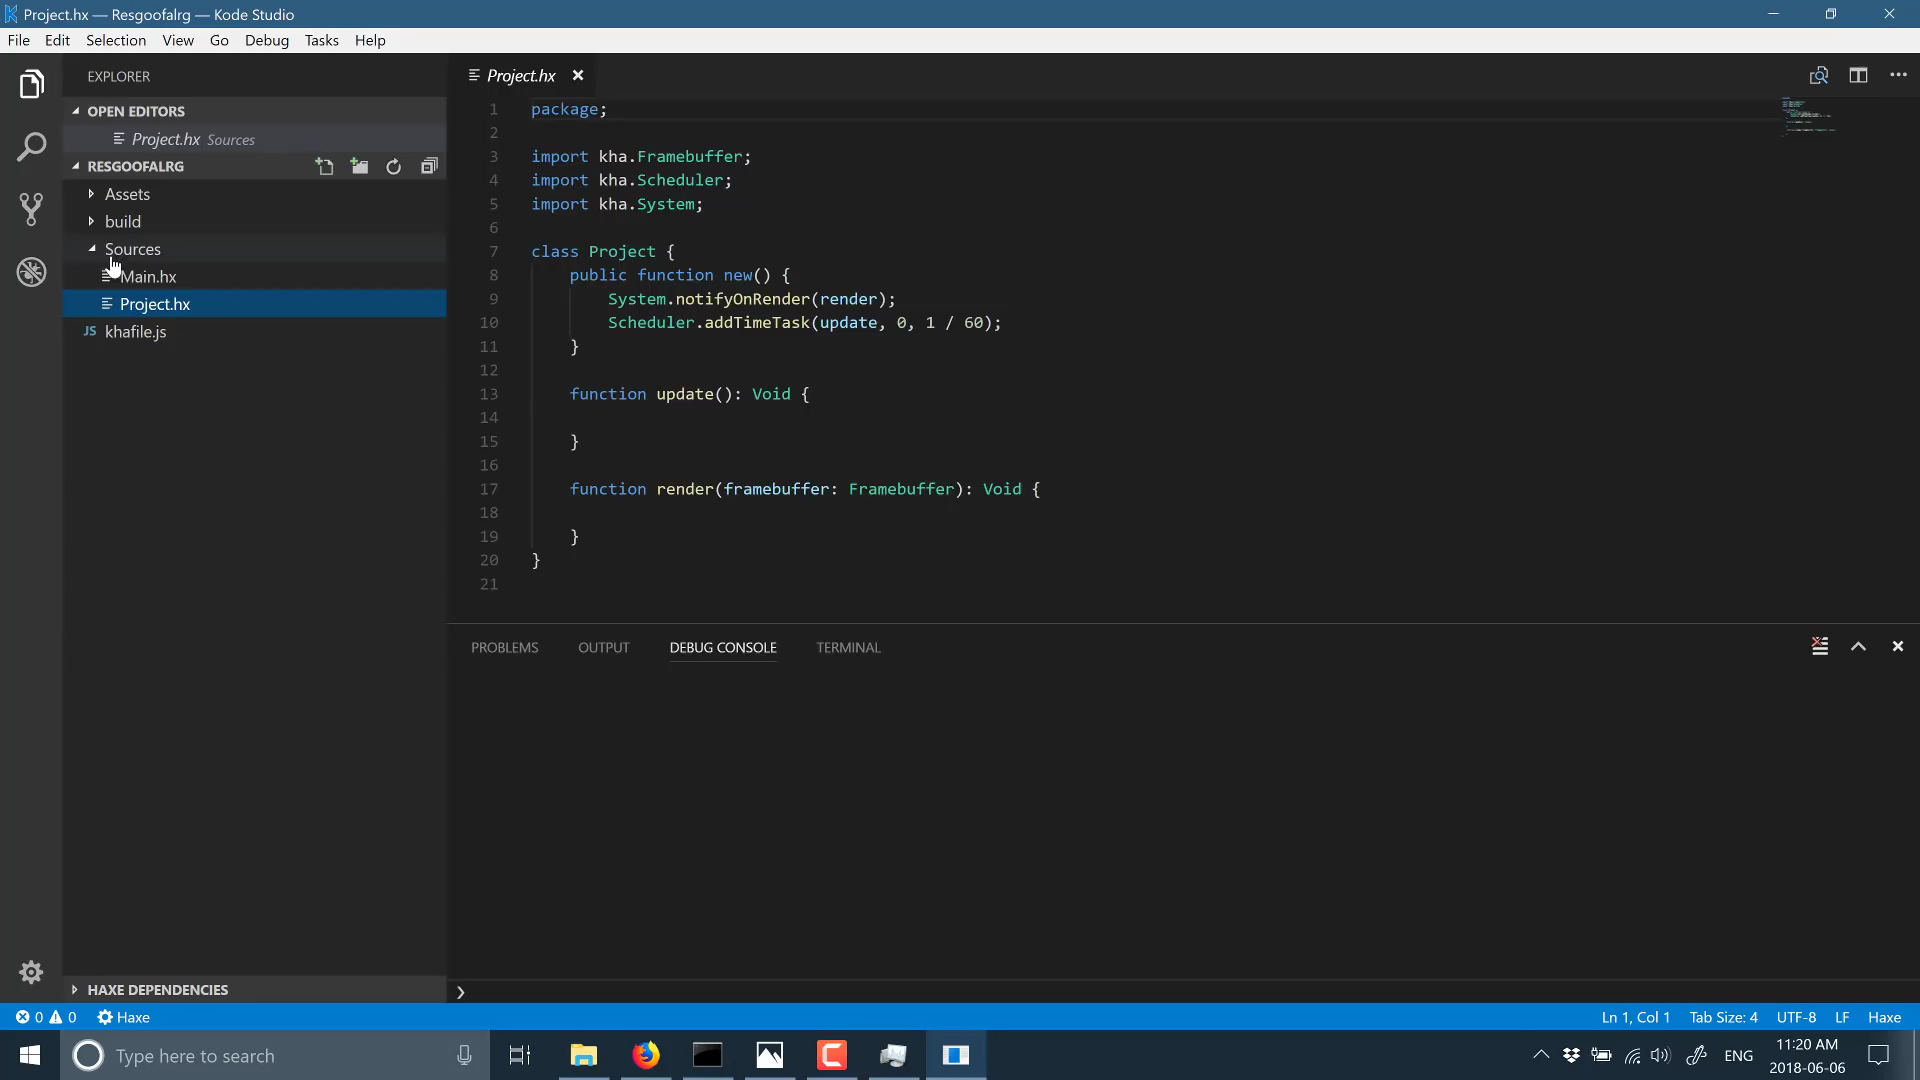 Project.hx — Resgoofalrg — Kode Studio
File Edit Selection View Go Debug Tasks Help
EXPLORER
OPEN EDITORS
Project.hx Sources
RESGOOFALRG
Assets
build
Sources
Main.hx
Project.hx
JS khafile.js
HAXE DEPENDENCIES
Project.hx
1 package;
2
3 import kha.Framebuffer;
4 import kha.Scheduler;
5 import kha.System;
6
7 class Project {
8 public function new() {
9 System.notifyOnRender(render);
10 Scheduler.addTimeTask(update, 0, 1 / 60);
11 }
12
13 function update(): Void {
14
15 }
16
17 function render(framebuffer: Framebuffer): Void {
18
19 }
20 }
21
PROBLEMS OUTPUT DEBUG CONSOLE TERMINAL
0 0 Haxe Ln 1, Col 1 Tab Size: 4 UTF-8 LF Haxe
Type here to search
ENG
11:20 AM
2018-06-06